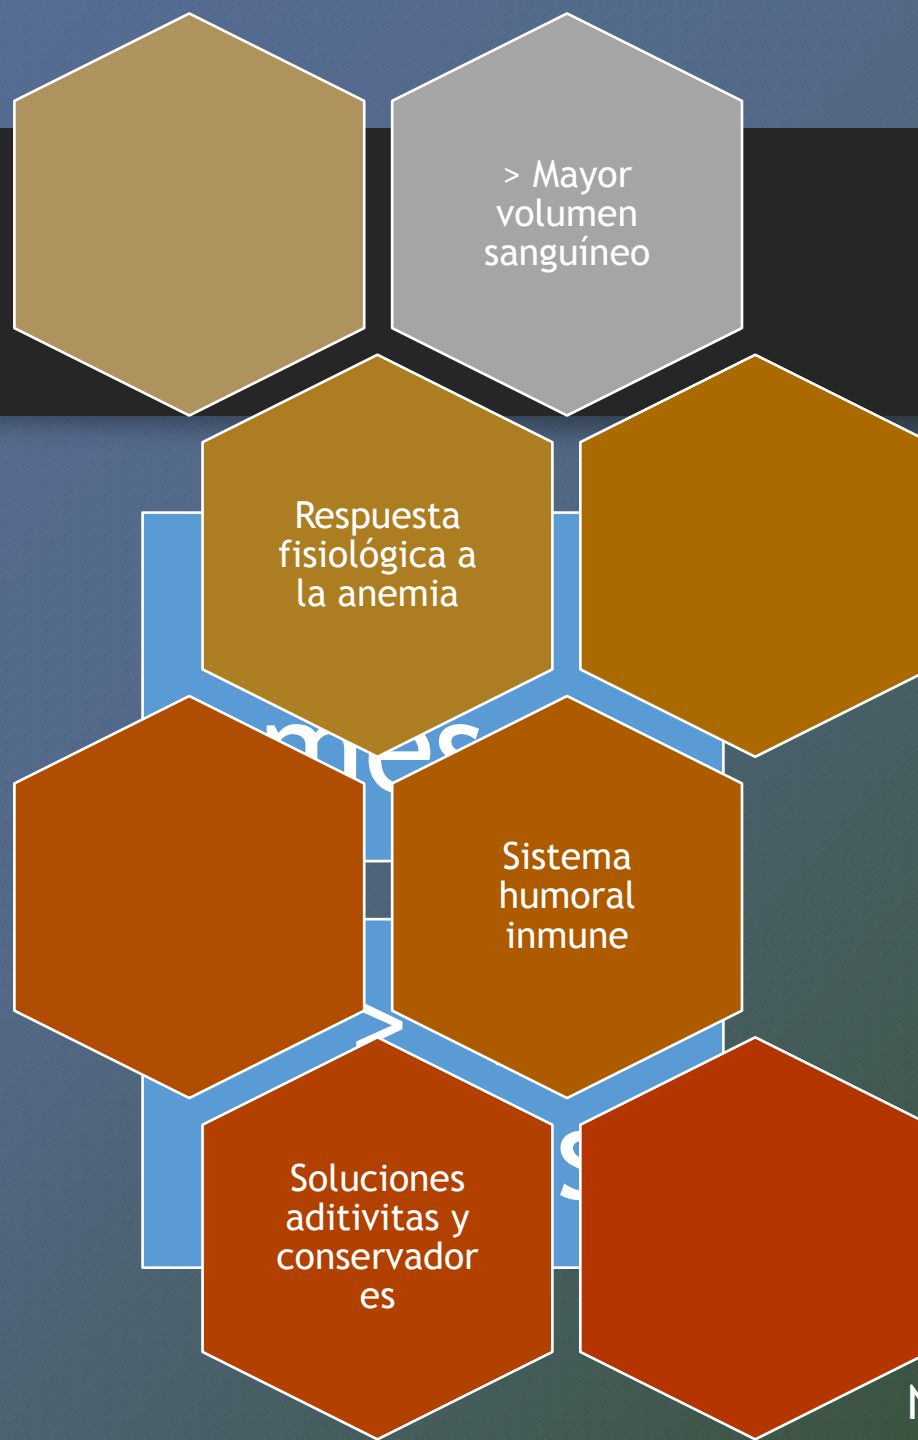 > Mayor
volumen
sanguíneo
Respuesta
fisiológica a
la anemia
Sistema
humoral
inmune
>
Soluciones
aditivitas y
conservador
es